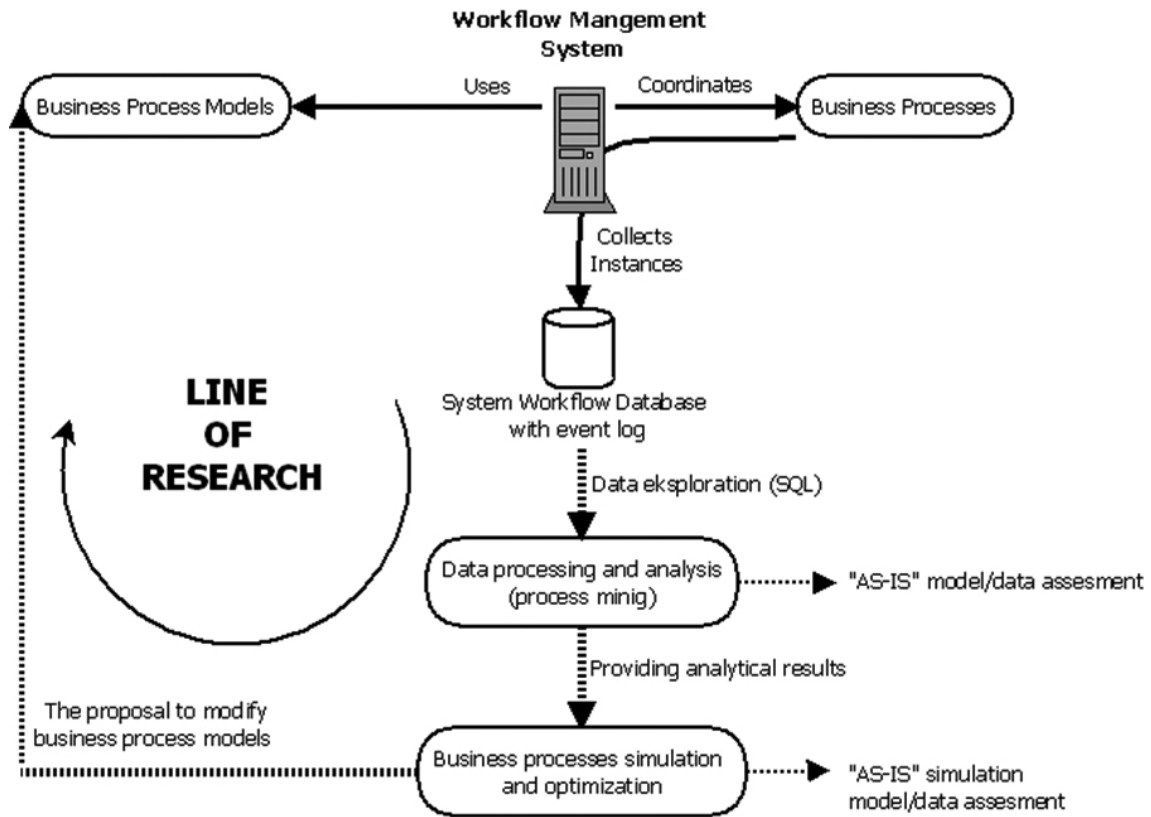 Workflow Mangement
System
Uses
Coordinates
Business Process Models
Business Processes
Collects
Instances
LINE
OF
RESEARCH
System Workflow Database
with event log
Data eksploration (SQL)
Data processing and analysis
(process minig)
"AS-IS" model/data assesment
Providing analytical results
The proposal to modify
business process models
Business processes simulation
and optimization
"AS-IS" simulation
model/data assesment